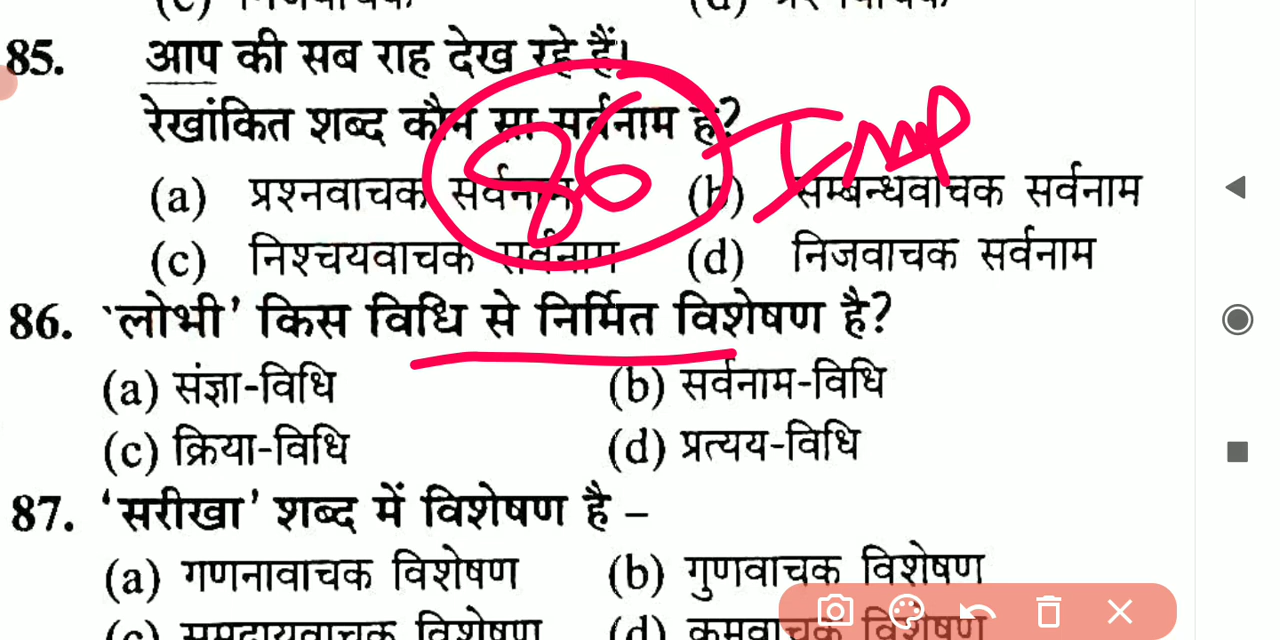 85. आप की सब राह देख रहे हैं।
रेखांकित शब्द कौन सा सर्वनाम है?
86 IMP
(a) प्रश्नवाचक सर्वनाम (b) सम्बन्धवाचक सर्वनाम
(c) निश्चयवाचक सर्वनाम (d) निजवाचक सर्वनाम
86. 'लोभी' किस विधि से निर्मित विशेषण है?
(a) संज्ञा-विधि (b) सर्वनाम-विधि
(c) क्रिया-विधि (d) प्रत्यय-विधि
87. 'सरीखा' शब्द में विशेषण है –
(a) गणनावाचक विशेषण (b) गुणवाचक विशेषण
(c) समुदायवाचक विशेषण (d) क्रमवाचक विशेषण